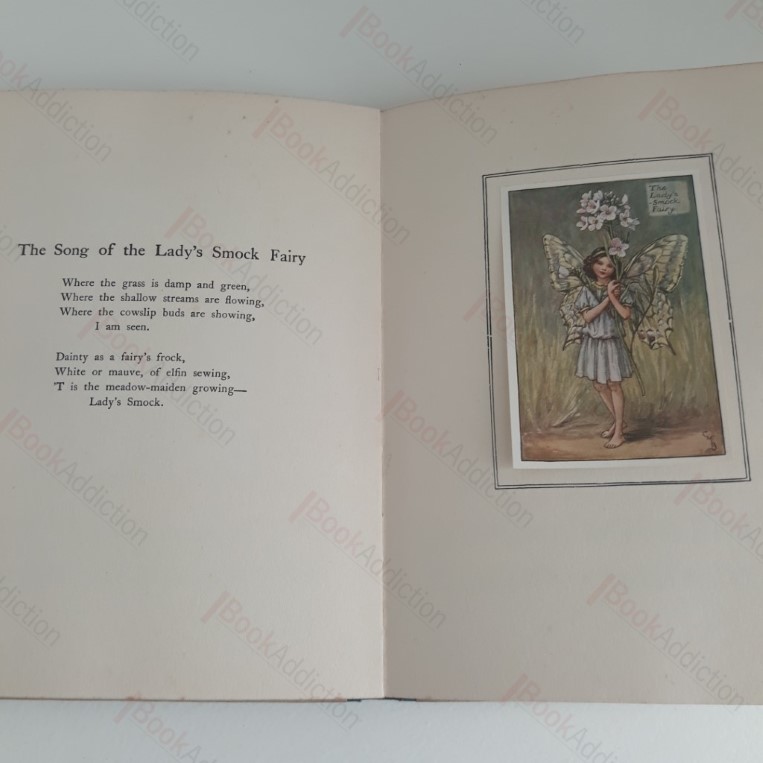 The Song of the Lady's Smock Fairy
Where the grass is damp and green,
Where the shallow streams are flowing,
Where the cowslip buds are showing,
I am seen.
Dainty as a fairy's frock,
White or mauve, of elfin sewing,
'T is the meadow-maiden growing—
Lady's Smock.
The
Lady's
-Smock
Fairy.
BookAddiction